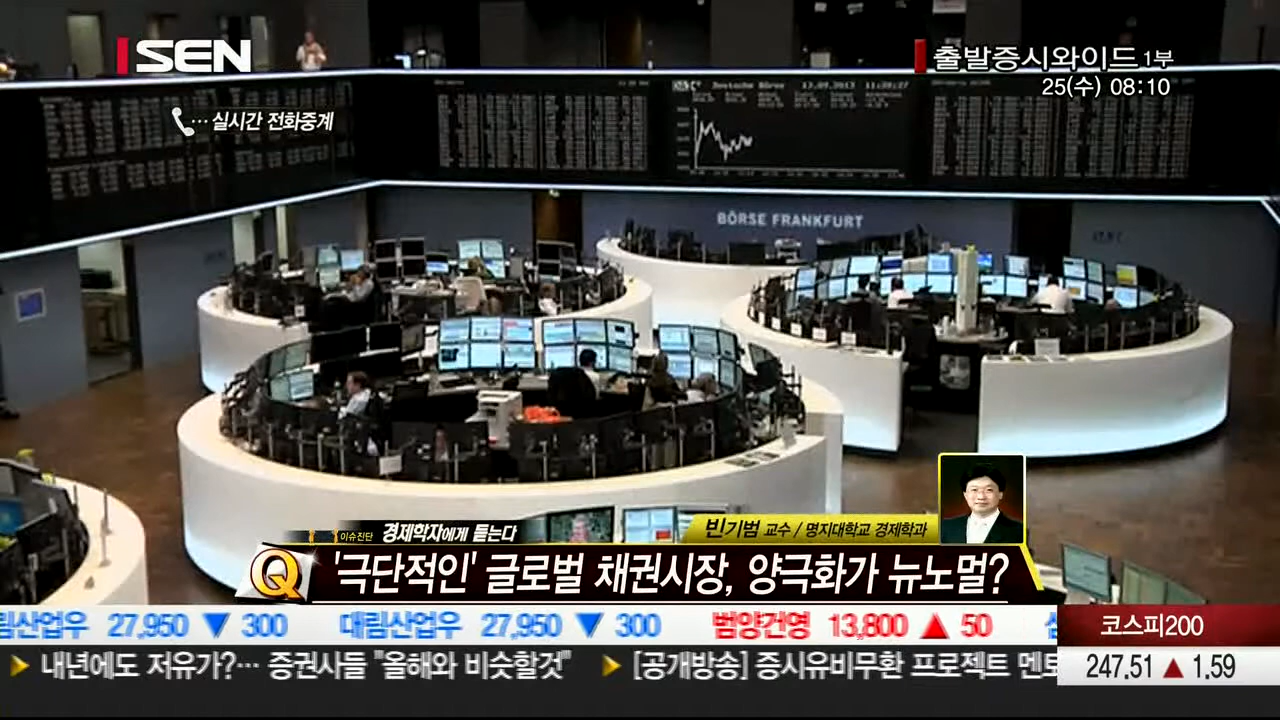 SEN
출발증시와이드 1부
25(수) 08:10
… 실시간 전화중계
Deutsche Börse
BÖRSE FRANKFURT
이슈진단 경제학자에게 듣는다
빈기범 교수 / 명지대학교 경제학과
Q '극단적인' 글로벌 채권시장, 양극화가 뉴노멀?
림산업우 27,950 ▼ 300 대림산업우 27,950 ▼ 300 범양건영 13,800 ▲ 50
코스피200
내년에도 저유가?… 증권사들 "올해와 비슷할것" [공개방송] 증시유비무환 프로젝트 멘토
247.51 ▲ 1.59